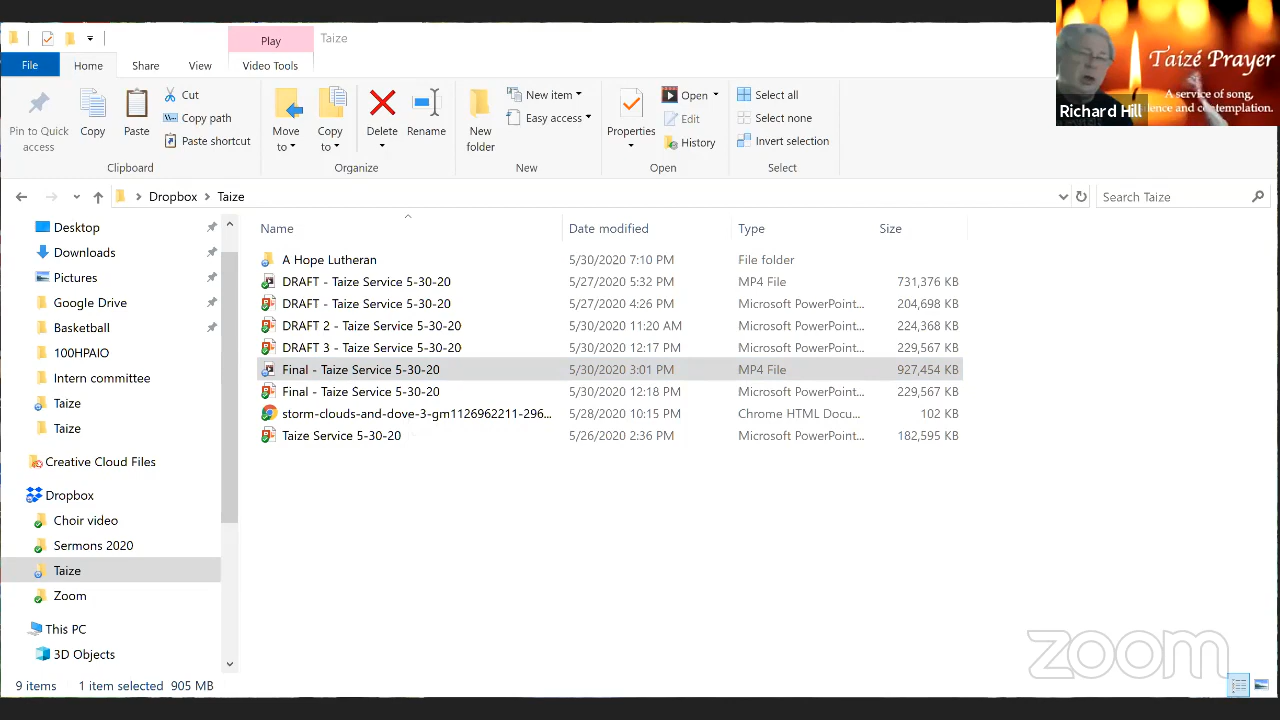 Play
Taize
File
Home
Share
View
Video Tools
Pin to Quick
access
Copy
Paste
Cut
Copy path
Paste shortcut
Clipboard
Move
to
Copy
to
Delete
Rename
Organize
New
folder
New item
Easy access
New
Properties
Open
Edit
History
Open
Select all
Select none
Invert selection
Select
Taizé Prayer
A service of song,
ence and contemplation.
Richard Hill
Dropbox > Taize
Search Taize
Desktop
Downloads
Pictures
Google Drive
Basketball
100HPAIO
Intern committee
Taize
Taize
Creative Cloud Files
Dropbox
Choir video
Sermons 2020
Taize
Zoom
This PC
3D Objects
Name Date modified Type Size
A Hope Lutheran 5/30/2020 7:10 PM File folder
DRAFT - Taize Service 5-30-20 5/27/2020 5:32 PM MP4 File 731,376 KB
DRAFT - Taize Service 5-30-20 5/27/2020 4:26 PM Microsoft PowerPoint... 204,698 KB
DRAFT 2 - Taize Service 5-30-20 5/30/2020 11:20 AM Microsoft PowerPoint... 224,368 KB
DRAFT 3 - Taize Service 5-30-20 5/30/2020 12:17 PM Microsoft PowerPoint... 229,567 KB
Final - Taize Service 5-30-20 5/30/2020 3:01 PM MP4 File 927,454 KB
Final - Taize Service 5-30-20 5/30/2020 12:18 PM Microsoft PowerPoint... 229,567 KB
storm-clouds-and-dove-3-gm1126962211-296... 5/28/2020 10:15 PM Chrome HTML Docu... 102 KB
Taize Service 5-30-20 5/26/2020 2:36 PM Microsoft PowerPoint... 182,595 KB
zoom
9 items 1 item selected 905 MB